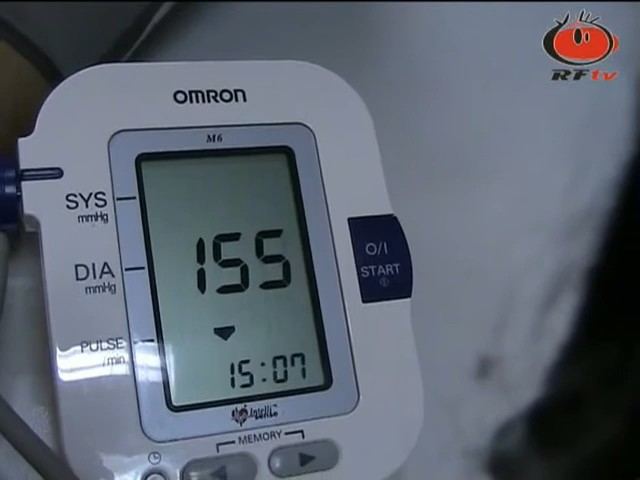 RFtv
OMRON
M6
SYS
mmHg
DIA
mmHg
155
O/I
START
PULSE
/min
15:07
MEMORY